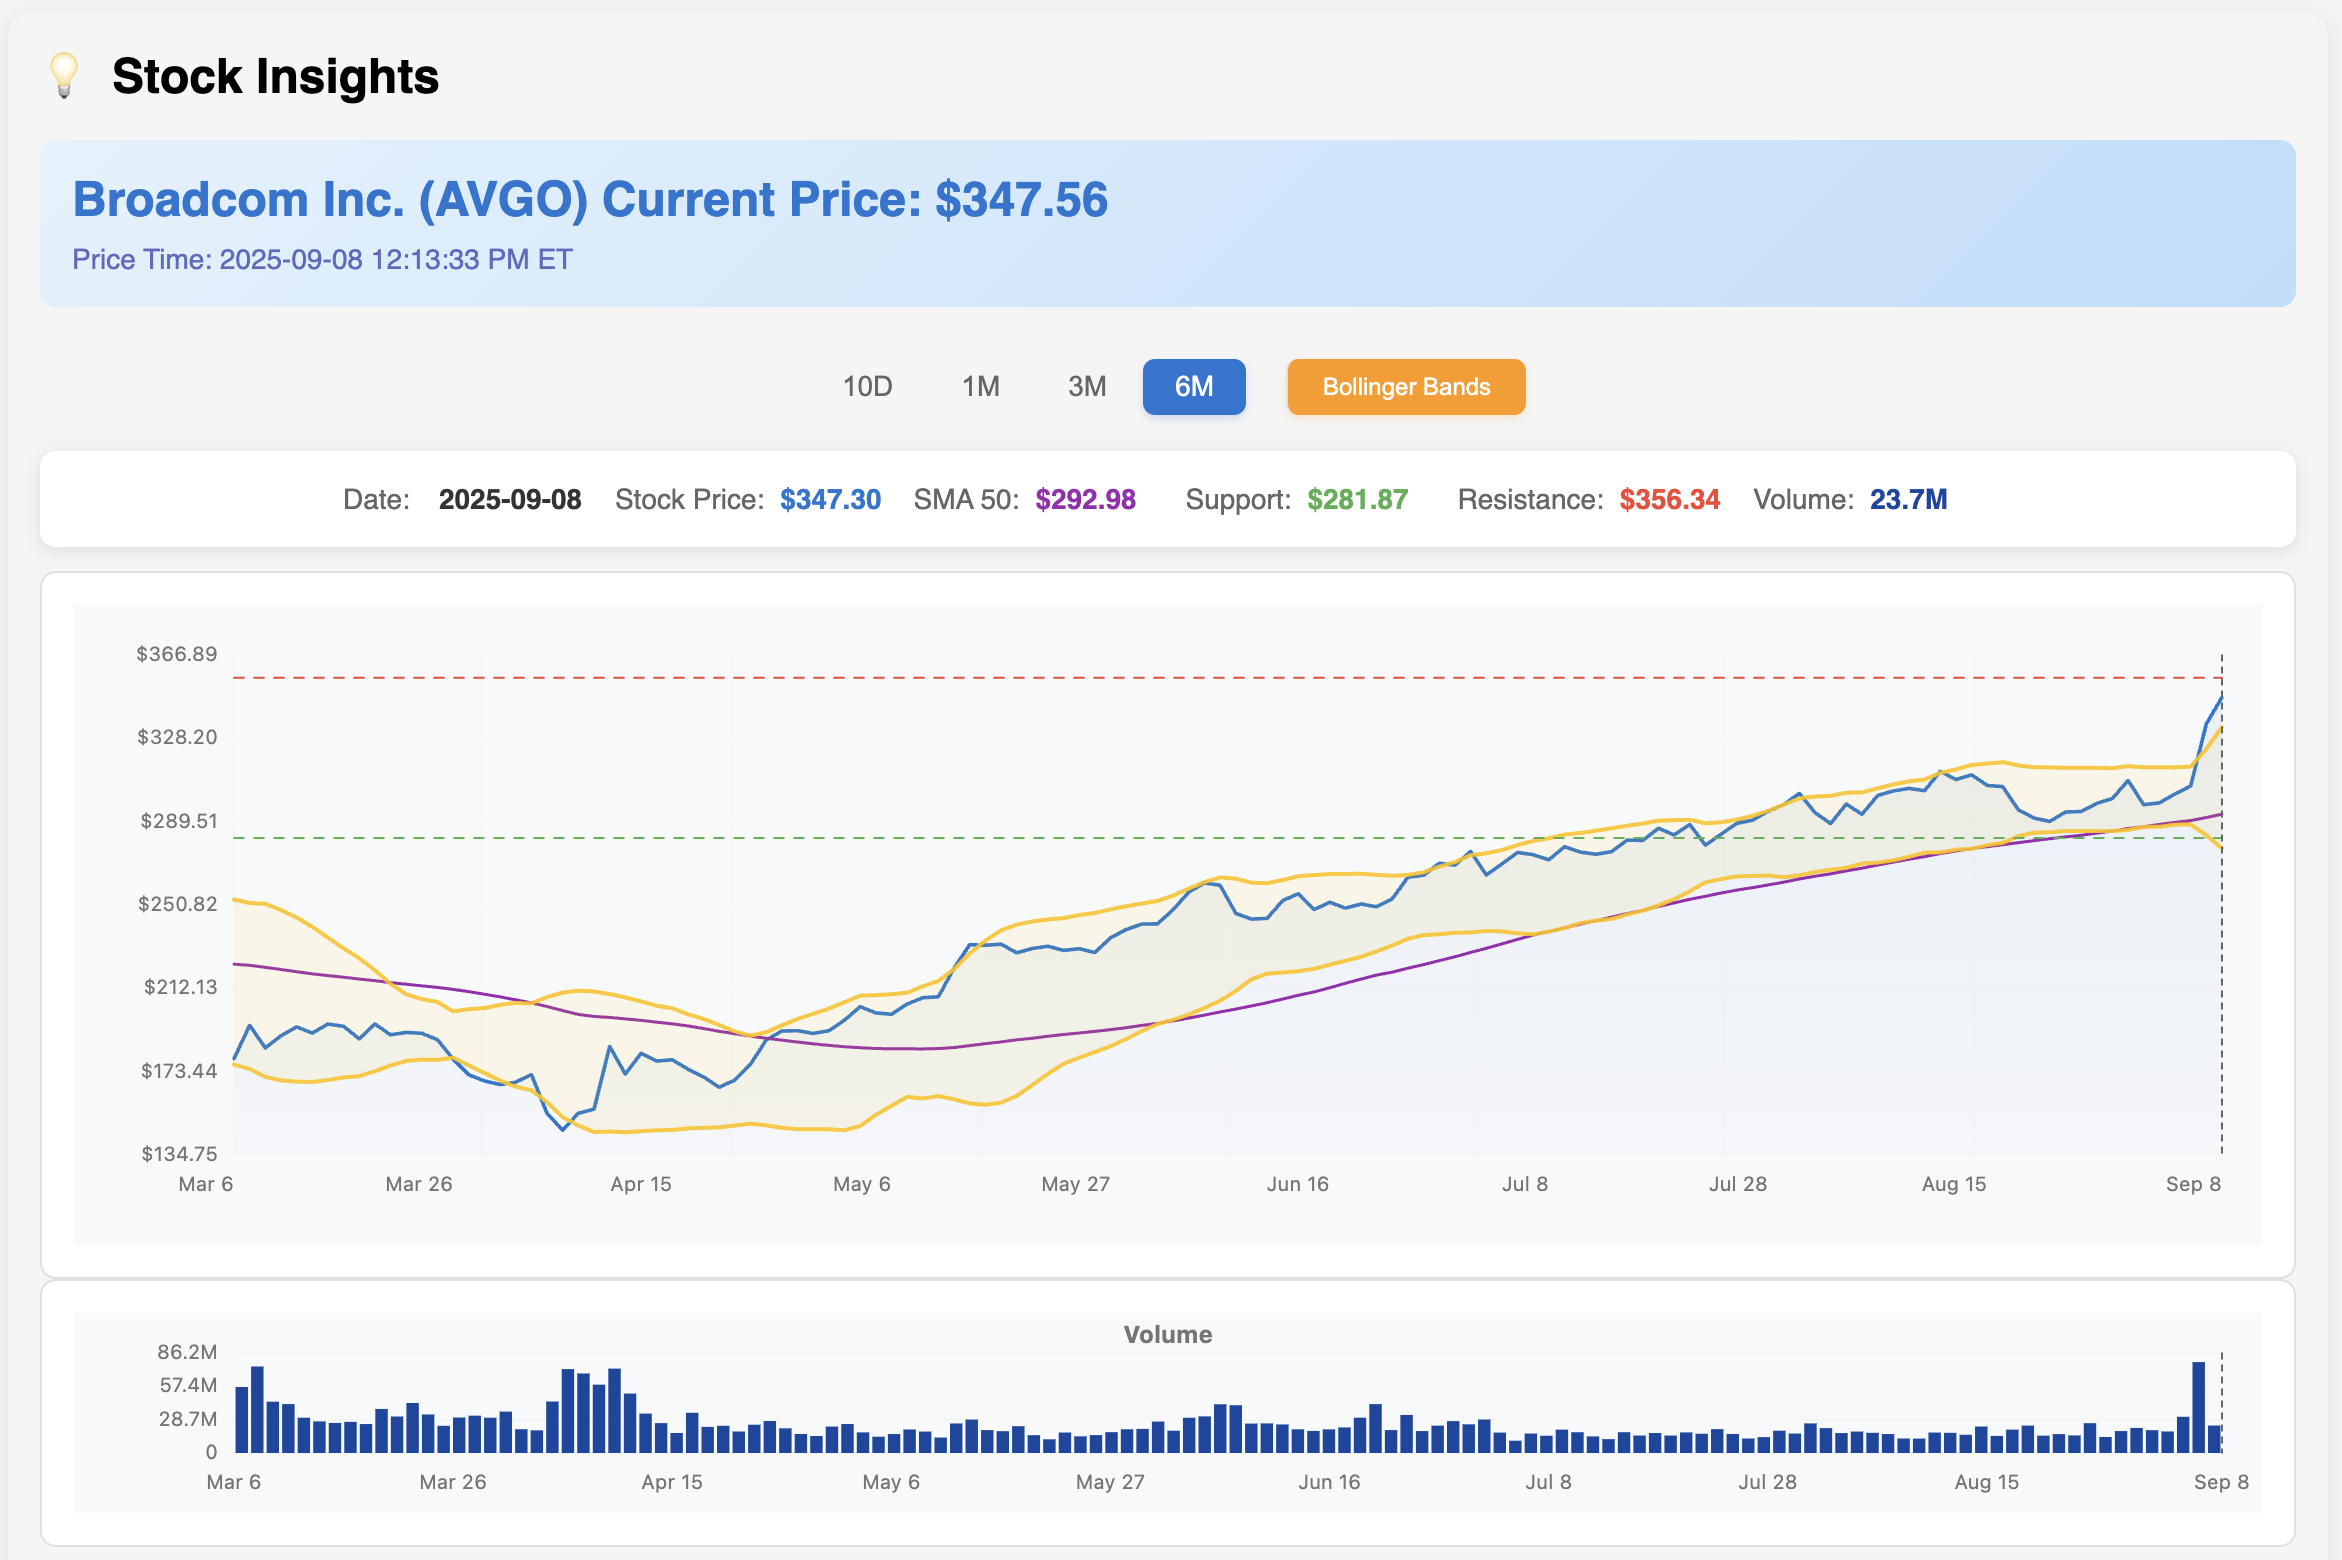 Stock Insights
Broadcom Inc. (AVGO) Current Price: $347.56
Price Time: 2025-09-08 12:13:33 PM ET
10D 1M 3M 6M Bollinger Bands
Date: 2025-09-08 Stock Price: $347.30 SMA 50: $292.98 Support: $281.87 Resistance: $356.34 Volume: 23.7M
$366.89
$328.20
$289.51
$250.82
$212.13
$173.44
$134.75
Mar 6 Mar 26 Apr 15 May 6 May 27 Jun 16 Jul 8 Jul 28 Aug 15 Sep 8
Volume
86.2M
57.4M
28.7M
0
Mar 6 Mar 26 Apr 15 May 6 May 27 Jun 16 Jul 8 Jul 28 Aug 15 Sep 8